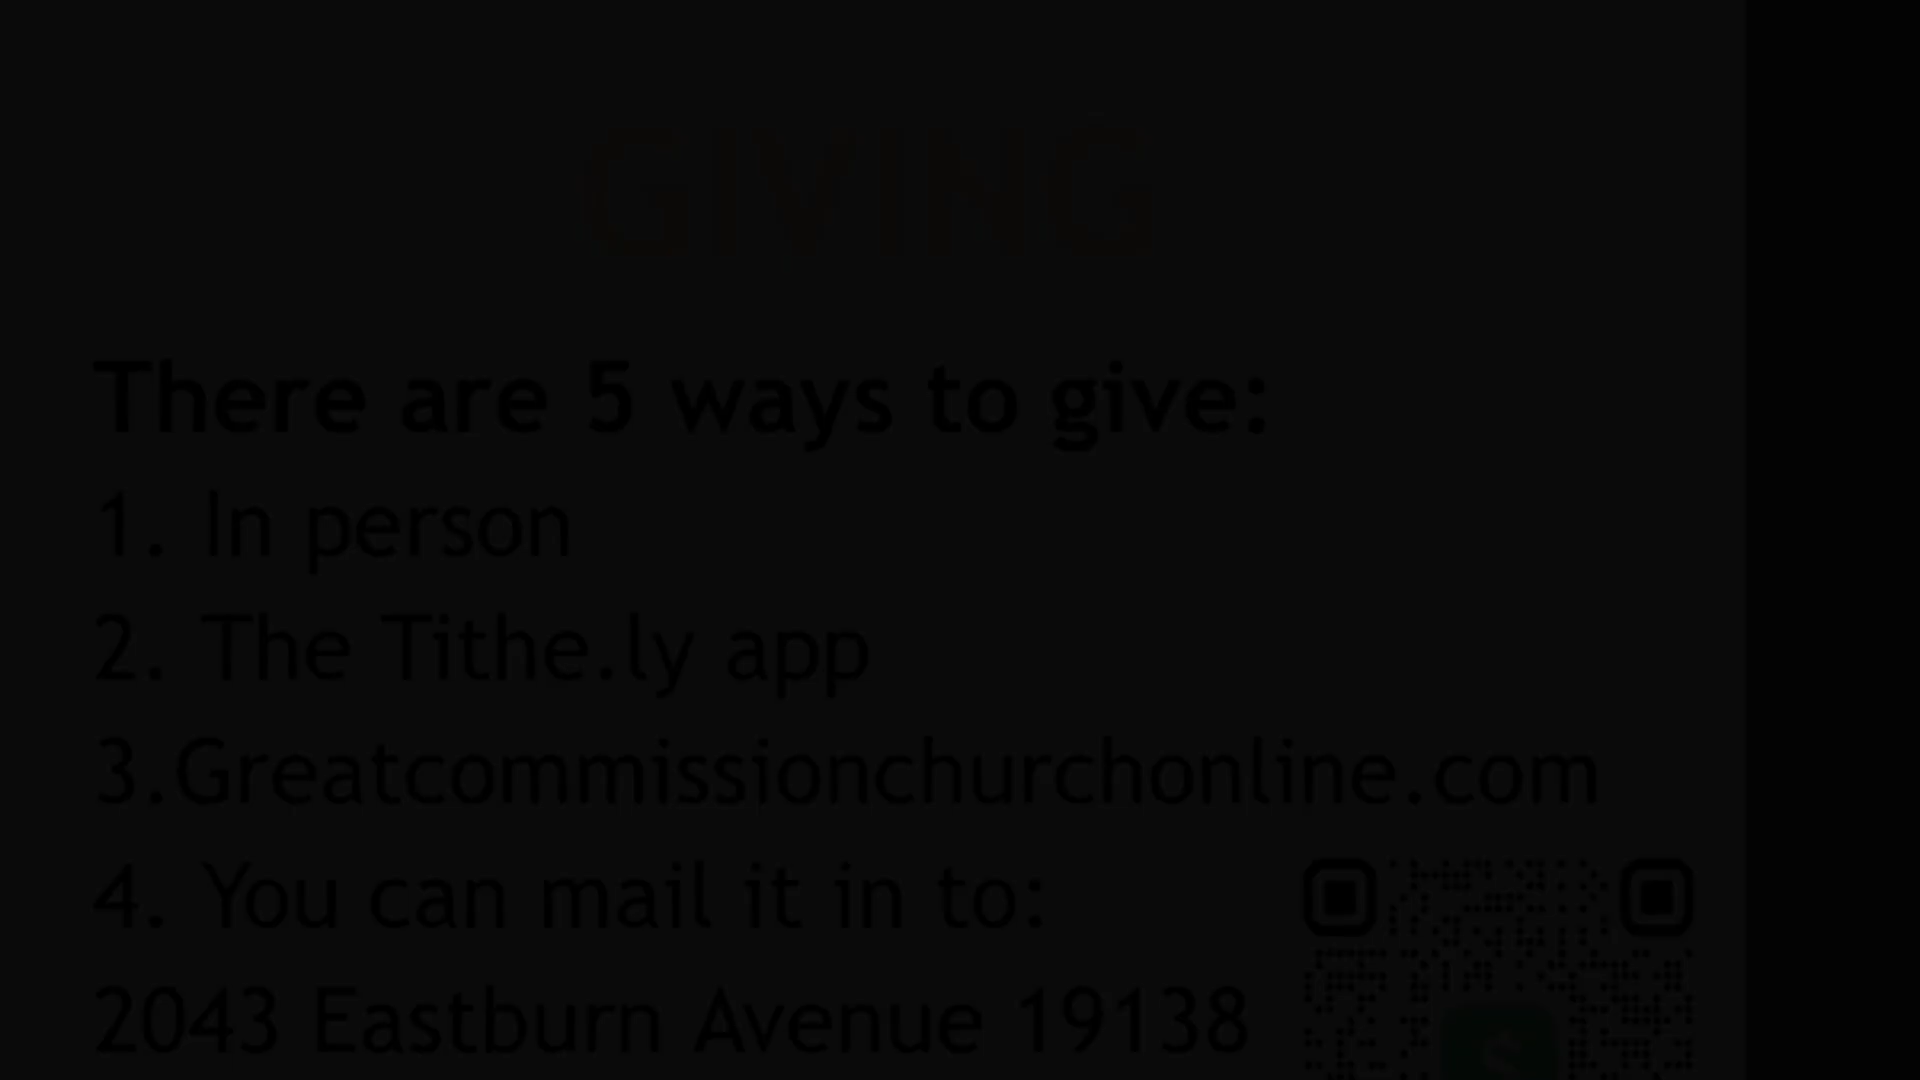 GIVING
There are 5 ways to give:
1. In person
2. The Tithe.ly app
3.Greatcommissionchurchonline.com
4. You can mail it in to:
2043 Eastburn Avenue 19138